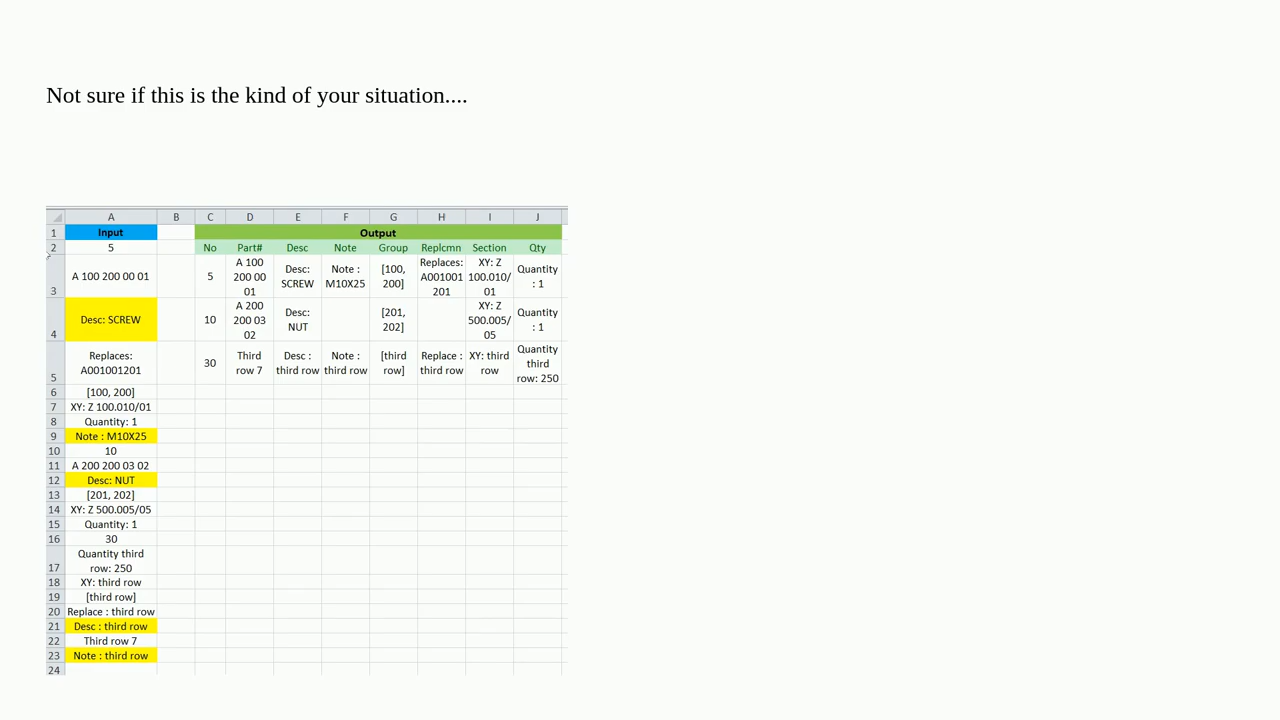 Not sure if this is the kind of your situation....
A B C D E F G H I J
1 Input Output
2 5 No Part# Desc Note Group Replcmn Section Qty
3 A 100 200 00 01 5 A 100 200 00 01 Desc: SCREW Note : M10X25 [100, 200] Replaces: A001001 201 XY: Z 100.010/ 01 Quantity : 1
4 Desc: SCREW 10 A 200 200 03 02 Desc: NUT [201, 202] XY: Z 500.005/ 05 Quantity : 1
5 Replaces: A001001201 30 Third row 7 Desc : third row Note : third row [third row] Replace : third row XY: third row Quantity third row: 250
6 [100, 200]
7 XY: Z 100.010/01
8 Quantity: 1
9 Note : M10X25
10 10
11 A 200 200 03 02
12 Desc: NUT
13 [201, 202]
14 XY: Z 500.005/05
15 Quantity: 1
16 30
17 Quantity third row: 250
18 XY: third row
19 [third row]
20 Replace : third row
21 Desc : third row
22 Third row 7
23 Note : third row
24